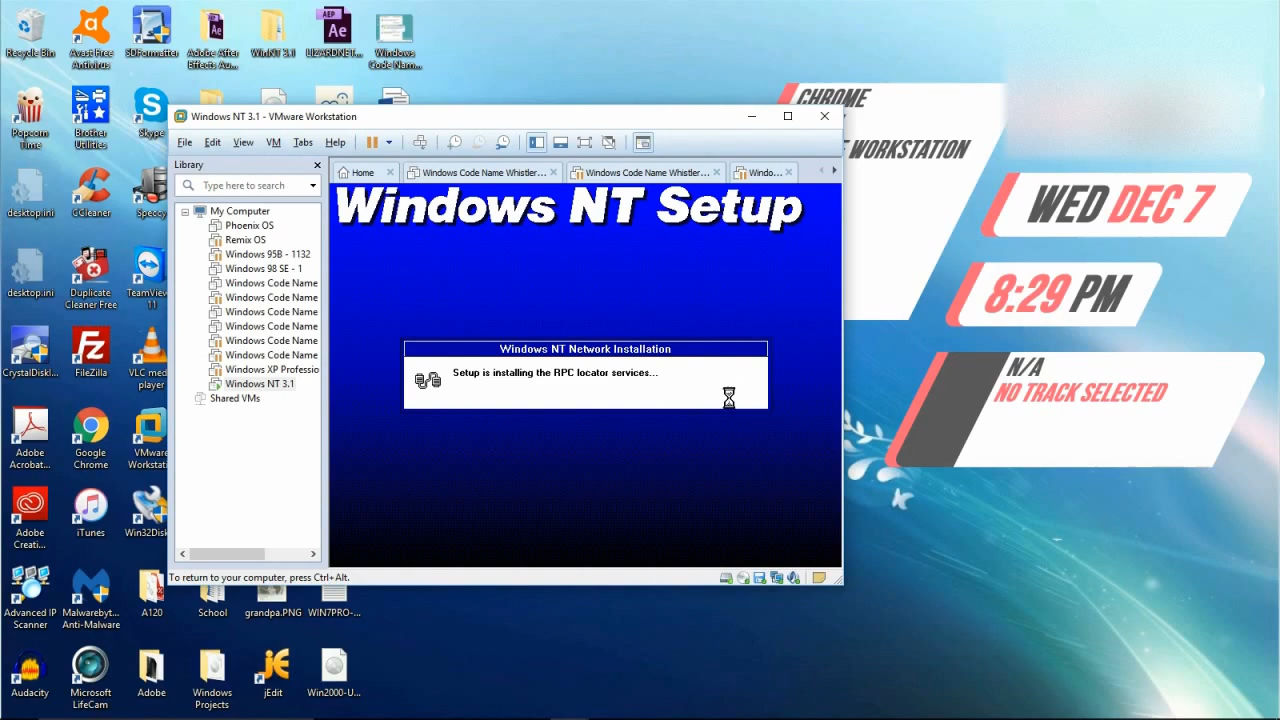 Recycle Bin
Avast Free
Antivirus
SDFormatter
Adobe After
Effects Au...
WinNT 3.1
LIZARDNET...
Windows
Code Nam...
Popcorn
Time
Brother
Utilities
Skype
desktop.ini
CCleaner
Speccy
desktop.ini
Duplicate
Cleaner Free
TeamView
11
CrystalDiskI...
FileZilla
VLC med
player
Adobe
Acrobat...
Google
Chrome
VMwar
Workstati
Adobe
Creati...
iTunes
Win32Disk
Advanced IP
Scanner
Malwarebyt...
Anti-Malware
A120
School
grandpa.PNG
WIN7PRO-...
Audacity
Microsoft
LifeCam
Adobe
Windows
Projects
jEdit
Win2000-U...
Windows NT 3.1 - VMware Workstation
File Edit View VM Tabs Help
Library
Type here to search
My Computer
Phoenix OS
Remix OS
Windows 95B - 1132
Windows 98 SE - 1
Windows Code Name
Windows Code Name
Windows Code Name
Windows Code Name
Windows Code Name
Windows Code Name
Windows XP Professio
Windows NT 3.1
Shared VMs
Home Windows Code Name Whistler... Windows Code Name Whistler... Windo...
Windows NT Setup
Windows NT Network Installation
Setup is installing the RPC locator services...
To return to your computer, press Ctrl+Alt.
CHROME
WORKSTATION
WED DEC 7
8:29 PM
N/A
NO TRACK SELECTED